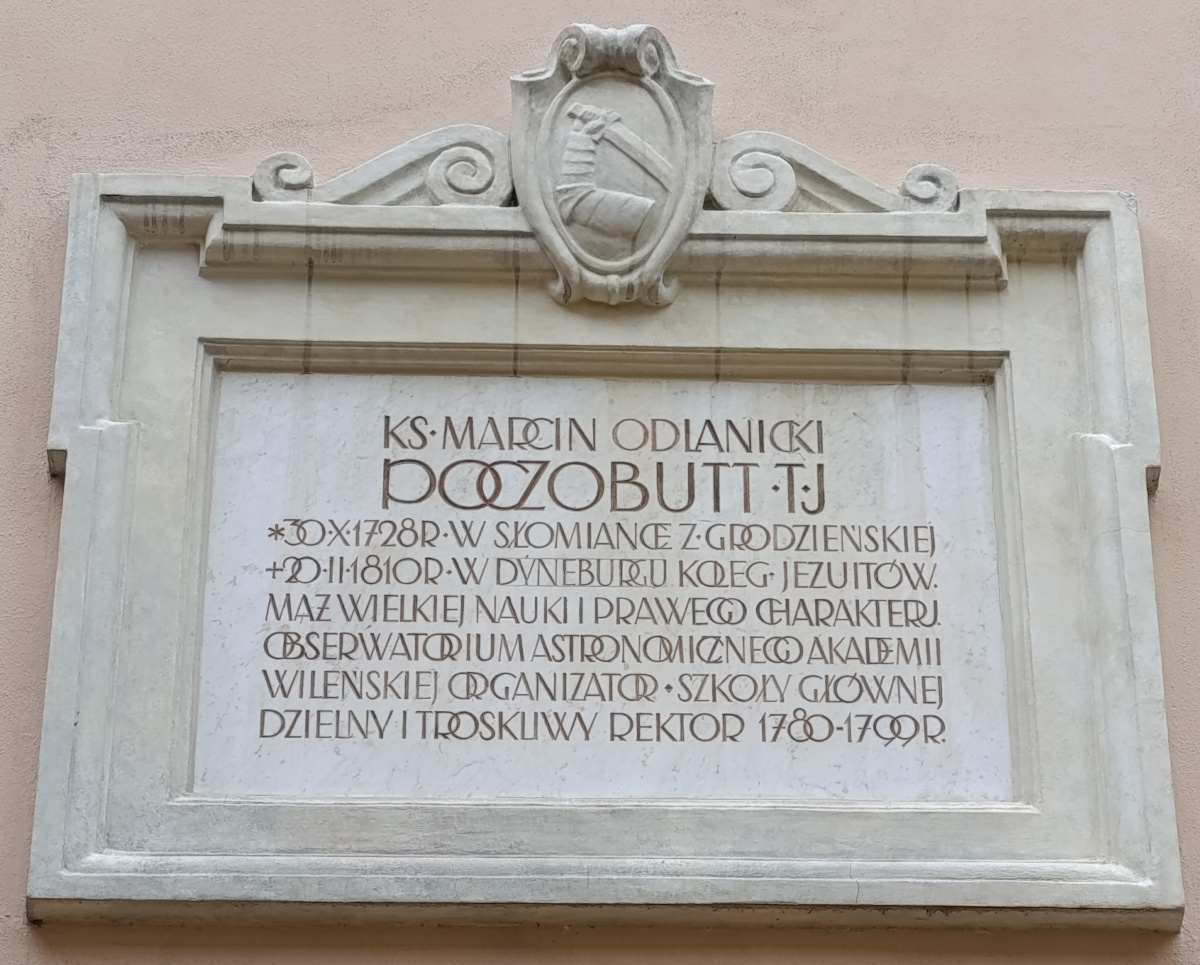 KS·MARCIN ODLANICKI
POCZOBUTT·T·J
*30·X·1728R·W SŁOMIANCE Z·GRODZIEŃSKIEJ
+20·II·1810R·W DYNEBURGU KOLEG·JEZUITÓW.
MĄŻ WIELKIEJ NAUKI I PRAWEGO CHARAKTERU.
OBSERWATORIUM ASTRONOMICZNEGO AKADEMII
WILEŃSKIEJ ORGANIZATOR·SZKOŁY GŁÓWNEJ
DZIELNY I TROSKLIWY REKTOR 1780-1799R.